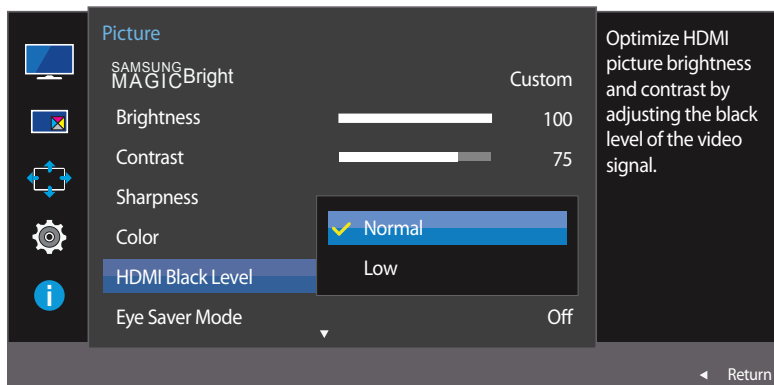 Picture
SAMSUNG
MAGICBright Custom
Brightness 100
Contrast 75
Sharpness
Color
HDMI Black Level
Eye Saver Mode Off
Normal
Low
Optimize HDMI
picture brightness
and contrast by
adjusting the black
level of the video
signal.
Return